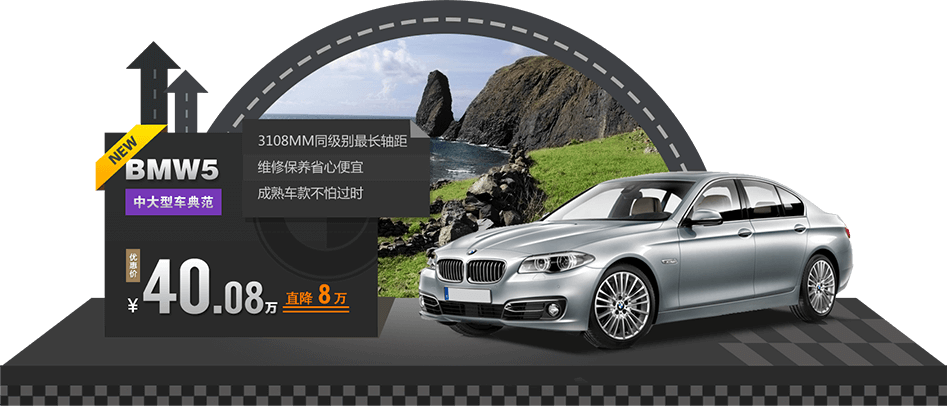 NEW
BMW5
中大型车典范
3108MM同级别最长轴距
维修保养省心便宜
成熟车款不怕过时
优惠价
¥40.08万
直降8万